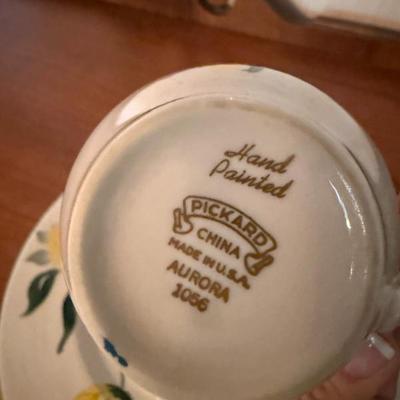 Hand
Painted
PICKARD
CHINA
MADE IN U.S.A.
AURORA
1056